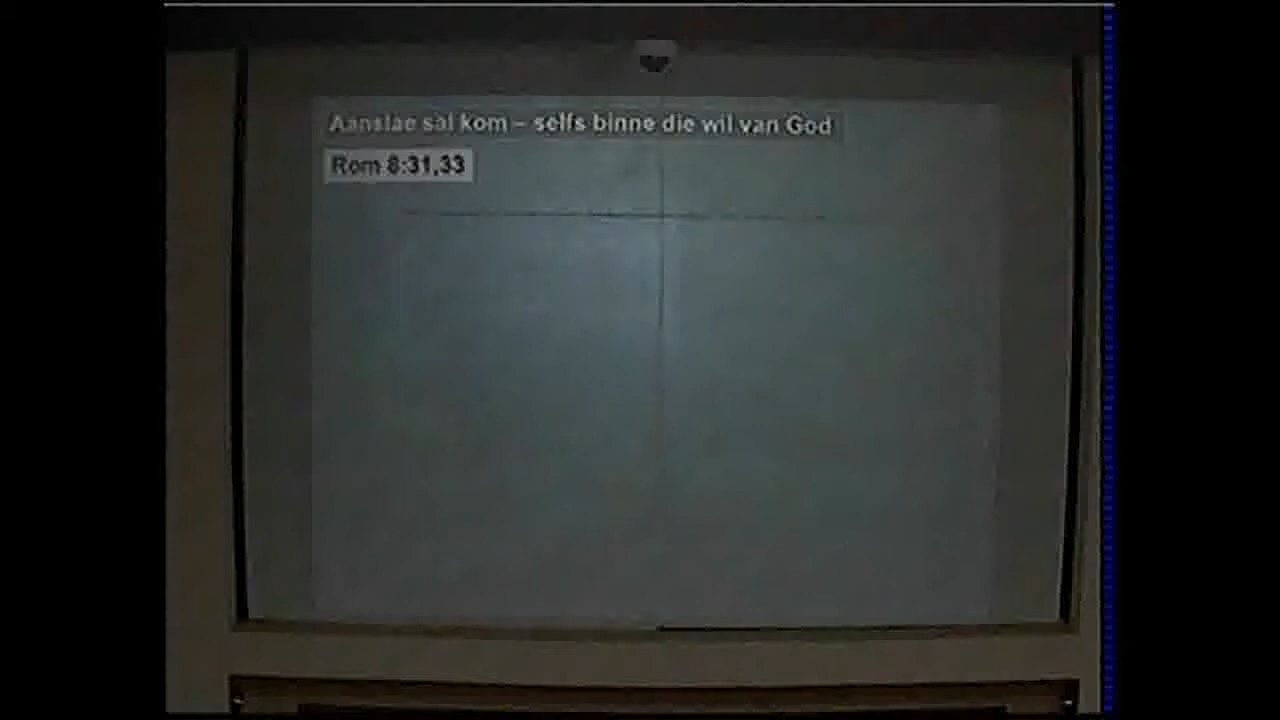 Aanslae sal kom – selfs binne die wil van God
Rom 8:31,33